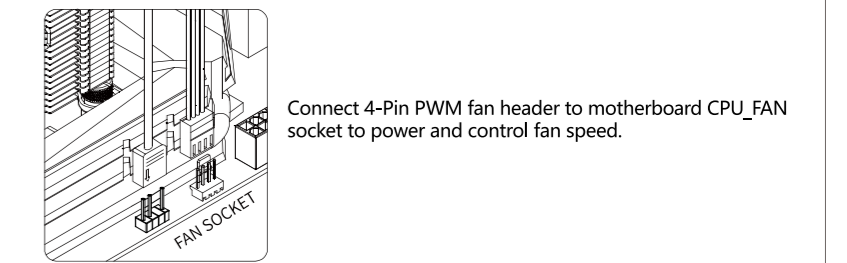 Connect 4-Pin PWM fan header to motherboard CPU_FAN
socket to power and control fan speed.
FAN SOCKET